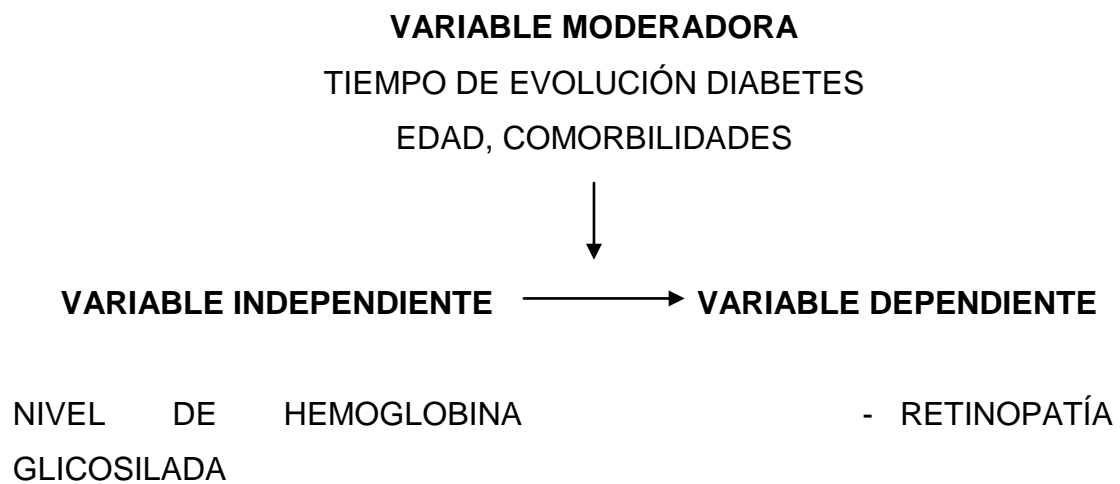 VARIABLE MODERADORA
TIEMPO DE EVOLUCIÓN DIABETES
EDAD, COMORBILIDADES
VARIABLE INDEPENDIENTE VARIABLE DEPENDIENTE
NIVEL DE HEMOGLOBINA - RETINOPATÍA
GLICOSILADA